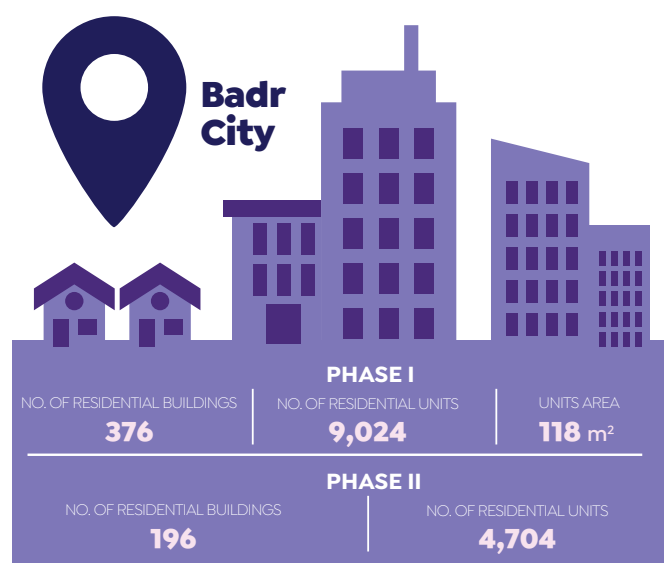 Badr
City
PHASE I
NO. OF RESIDENTIAL BUILDINGS
376
NO. OF RESIDENTIAL UNITS
9,024
UNITS AREA
118 m²
PHASE II
NO. OF RESIDENTIAL BUILDINGS
196
NO. OF RESIDENTIAL UNITS
4,704